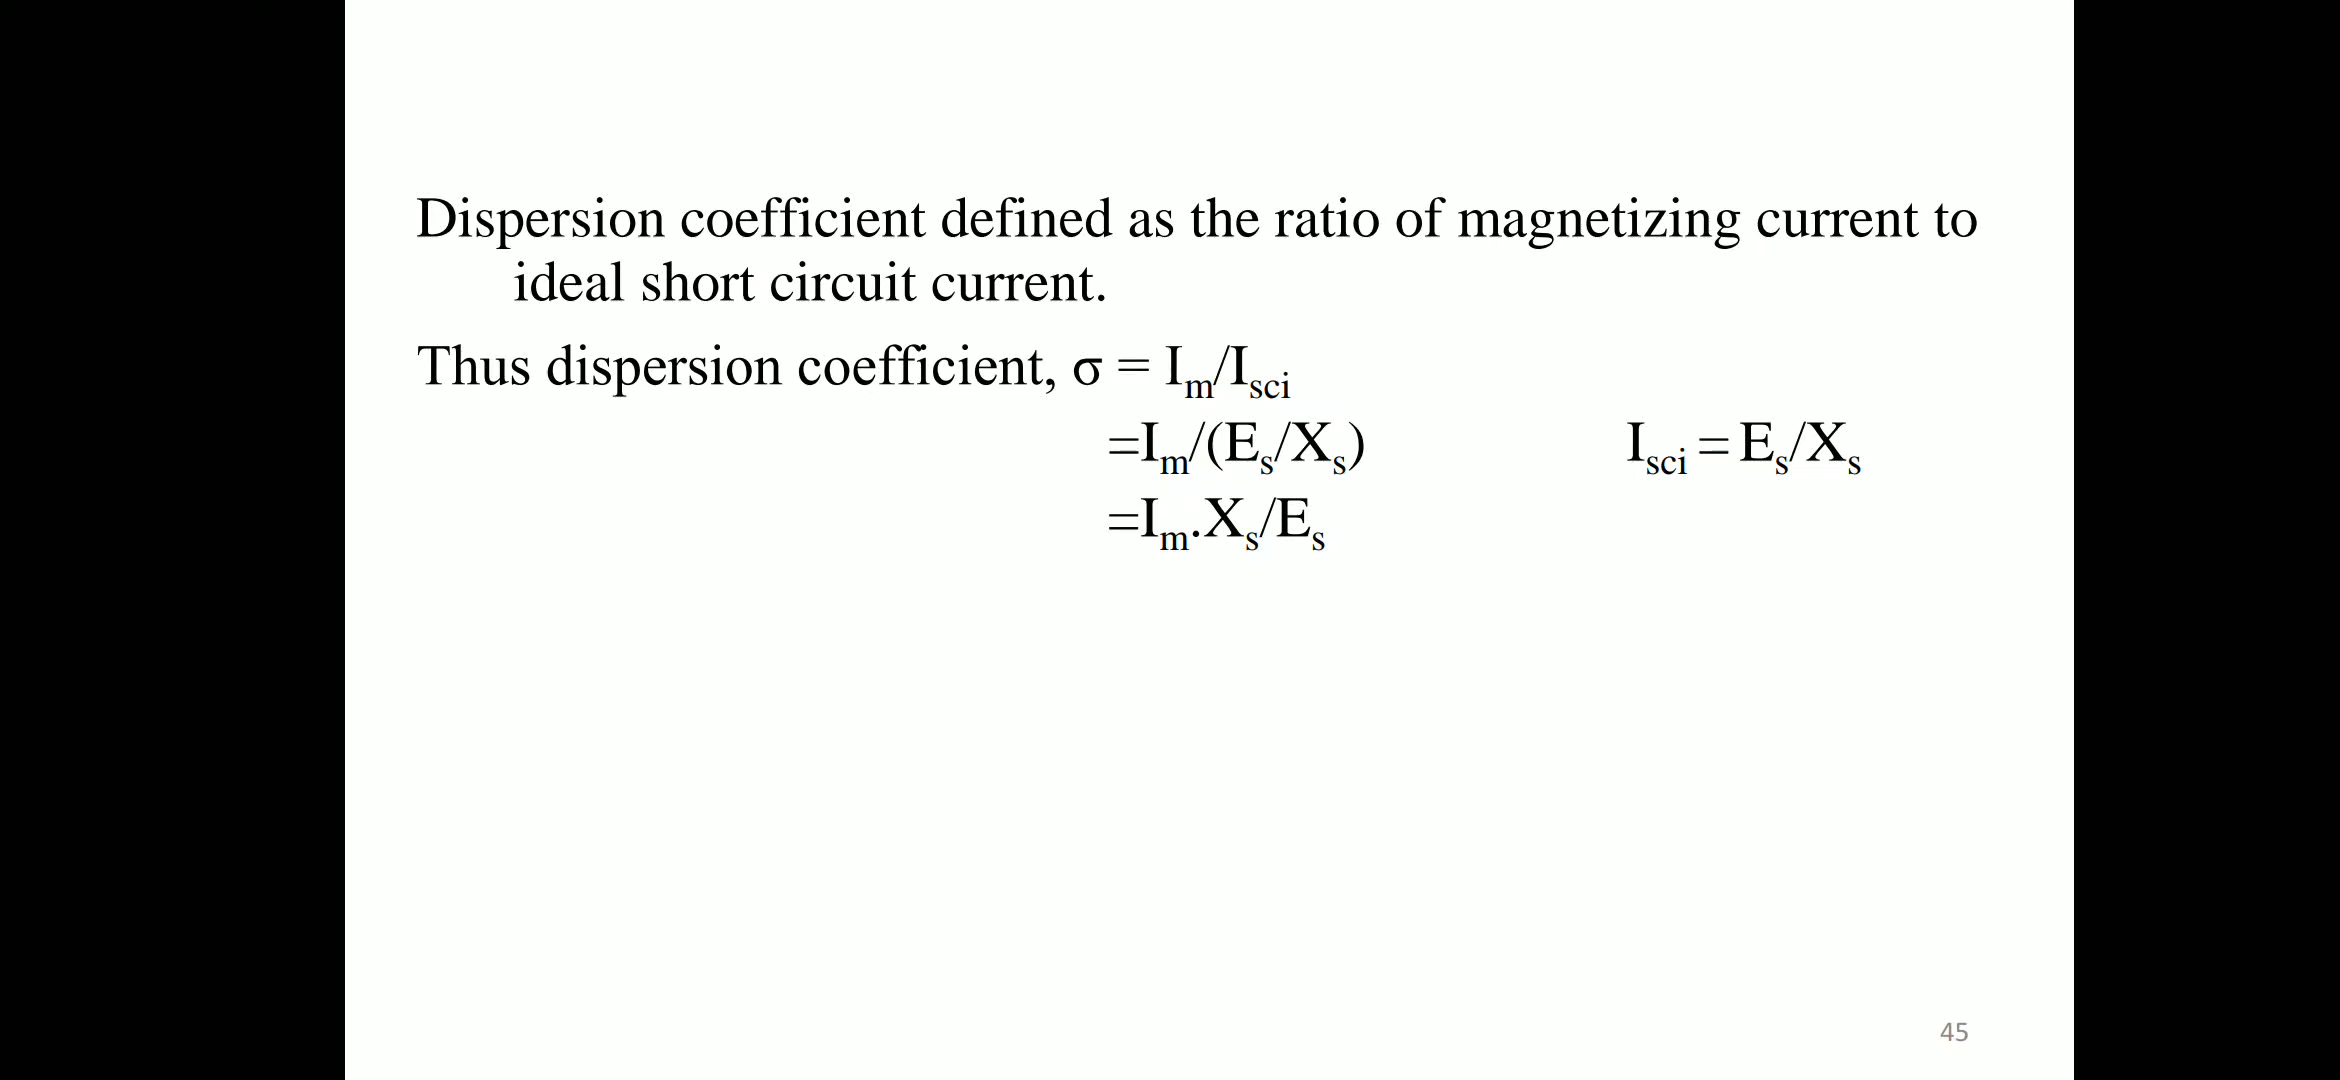 Dispersion coefficient defined as the ratio of magnetizing current to
ideal short circuit current.
Thus dispersion coefficient, σ = Im/Isci
=Im/(Es/Xs) Isci = Es/Xs
=Im.Xs/Es
45